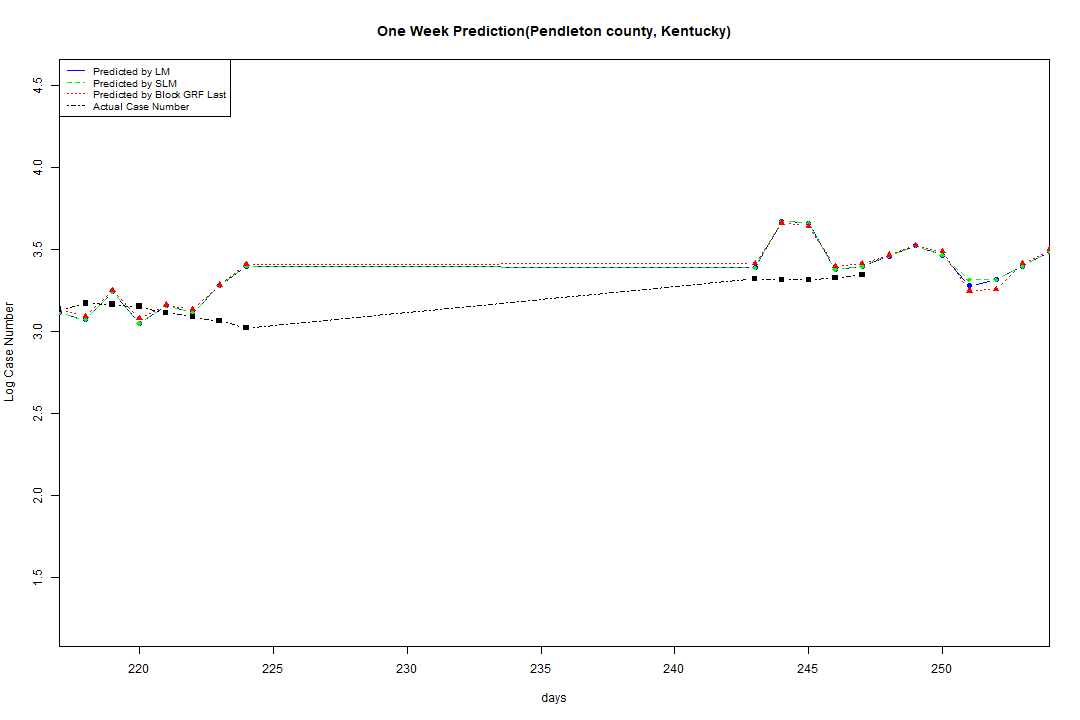 One Week Prediction(Pendleton county, Kentucky)
Predicted by LM
Predicted by SLM
Predicted by Block GRF Last
Actual Case Number
4.5
4.0
3.5
3.0
2.5
2.0
1.5
Log Case Number
220
225
230
235
240
245
250
days